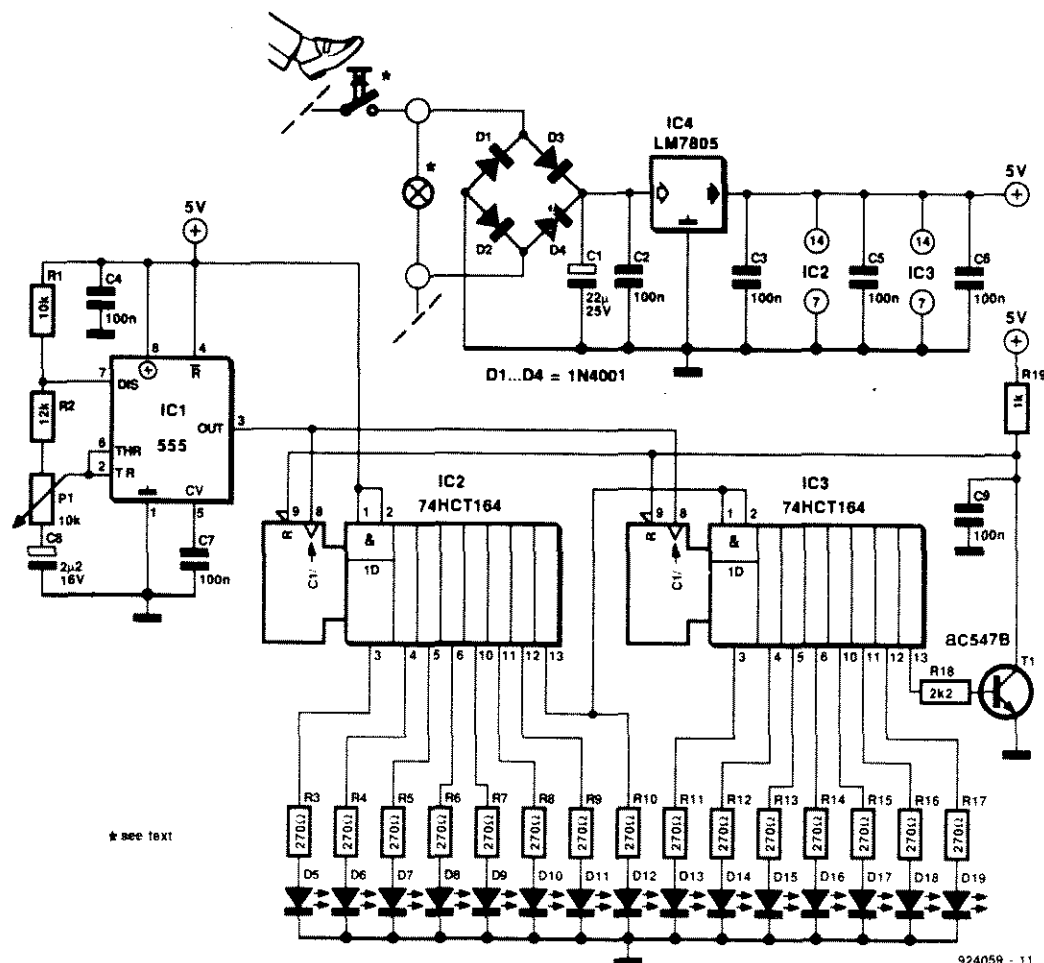 *
IC4
LM7805
D1
D3
D2
D4
*
C1
22µ
25V
C2
100n
C3
100n
14
IC2
7
C5
100n
14
IC3
7
C6
100n
5V
D1...D4 = 1N4001
5V
R1
10k
C4
100n
8
4
R
7
DIS
R2
12k
IC1
555
OUT
3
6
THR
2
TR
P1
10k
1
CV
5
C8
2µ2
16V
C7
100n
5V
R19
1k
C9
100n
IC2
74HCT164
R
9
8
C1/
1
2
&
1D
3
4
5
6
10
11
12
13
IC3
74HCT164
R
9
8
C1/
1
2
&
1D
3
4
5
6
10
11
12
13
BC547B
R18
2k2
T1
R3 R4 R5 R6 R7 R8 R9 R10 R11 R12 R13 R14 R15 R16 R17
270Ω 270Ω 270Ω 270Ω 270Ω 270Ω 270Ω 270Ω 270Ω 270Ω 270Ω 270Ω 270Ω 270Ω 270Ω
D5 D6 D7 D8 D9 D10 D11 D12 D13 D14 D15 D16 D17 D18 D19
* see text
924059 - 11